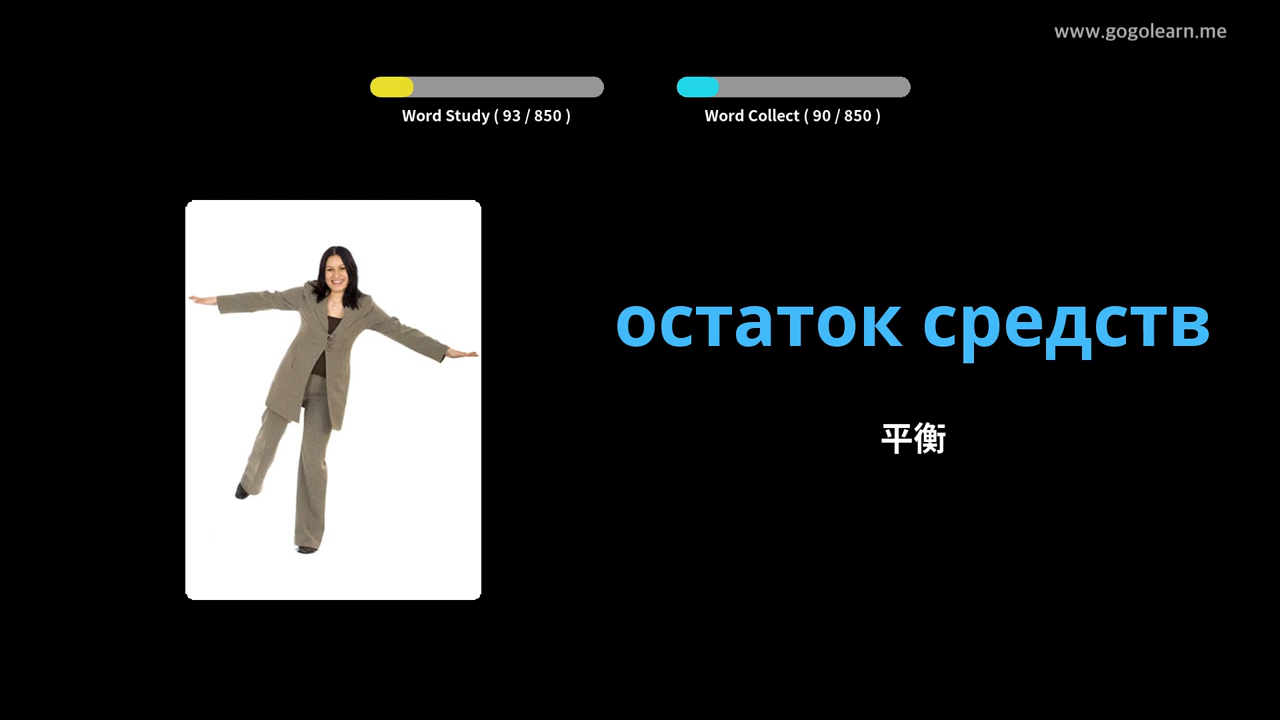 www.gogolearn.me
Word Study ( 93 / 850 )
Word Collect ( 90 / 850 )
остаток средств
平衡